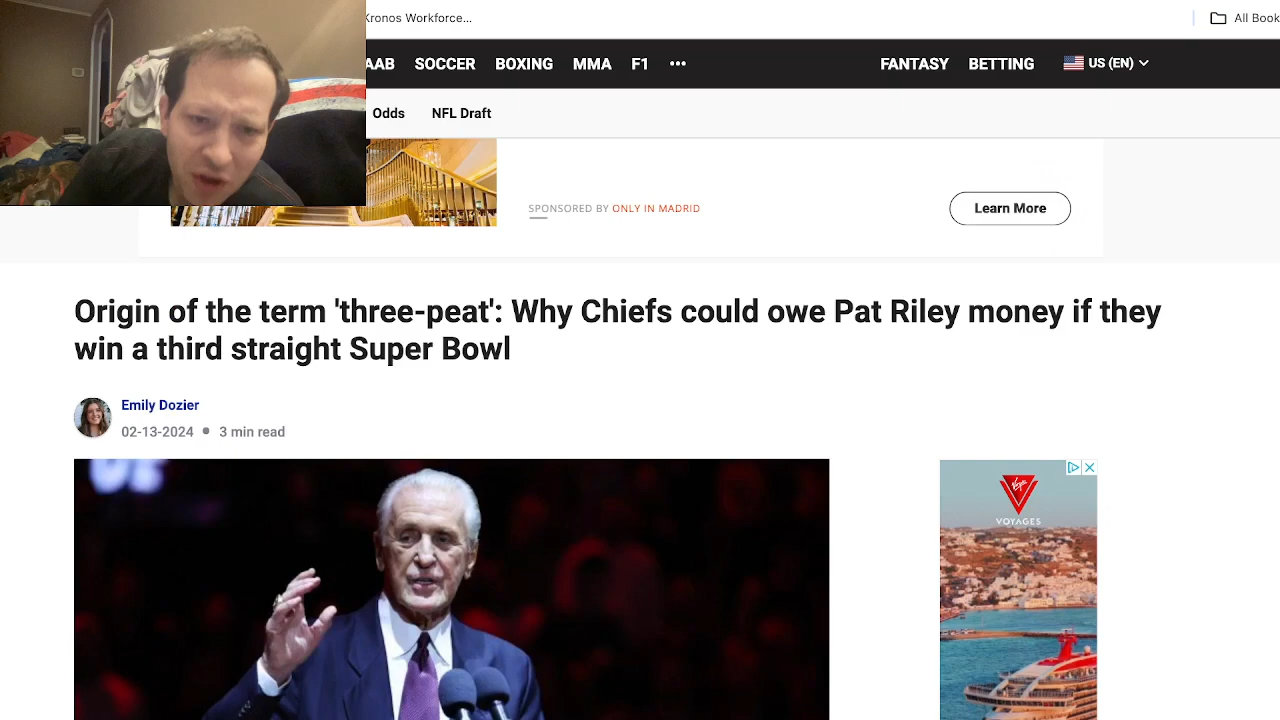 Kronos Workforce...
All Book
AAB SOCCER BOXING MMA F1 ••• FANTASY BETTING US (EN)
Odds NFL Draft
SPONSORED BY ONLY IN MADRID
Learn More
Origin of the term 'three-peat': Why Chiefs could owe Pat Riley money if they
win a third straight Super Bowl
Emily Dozier
02-13-2024 • 3 min read
Virgin
VOYAGES